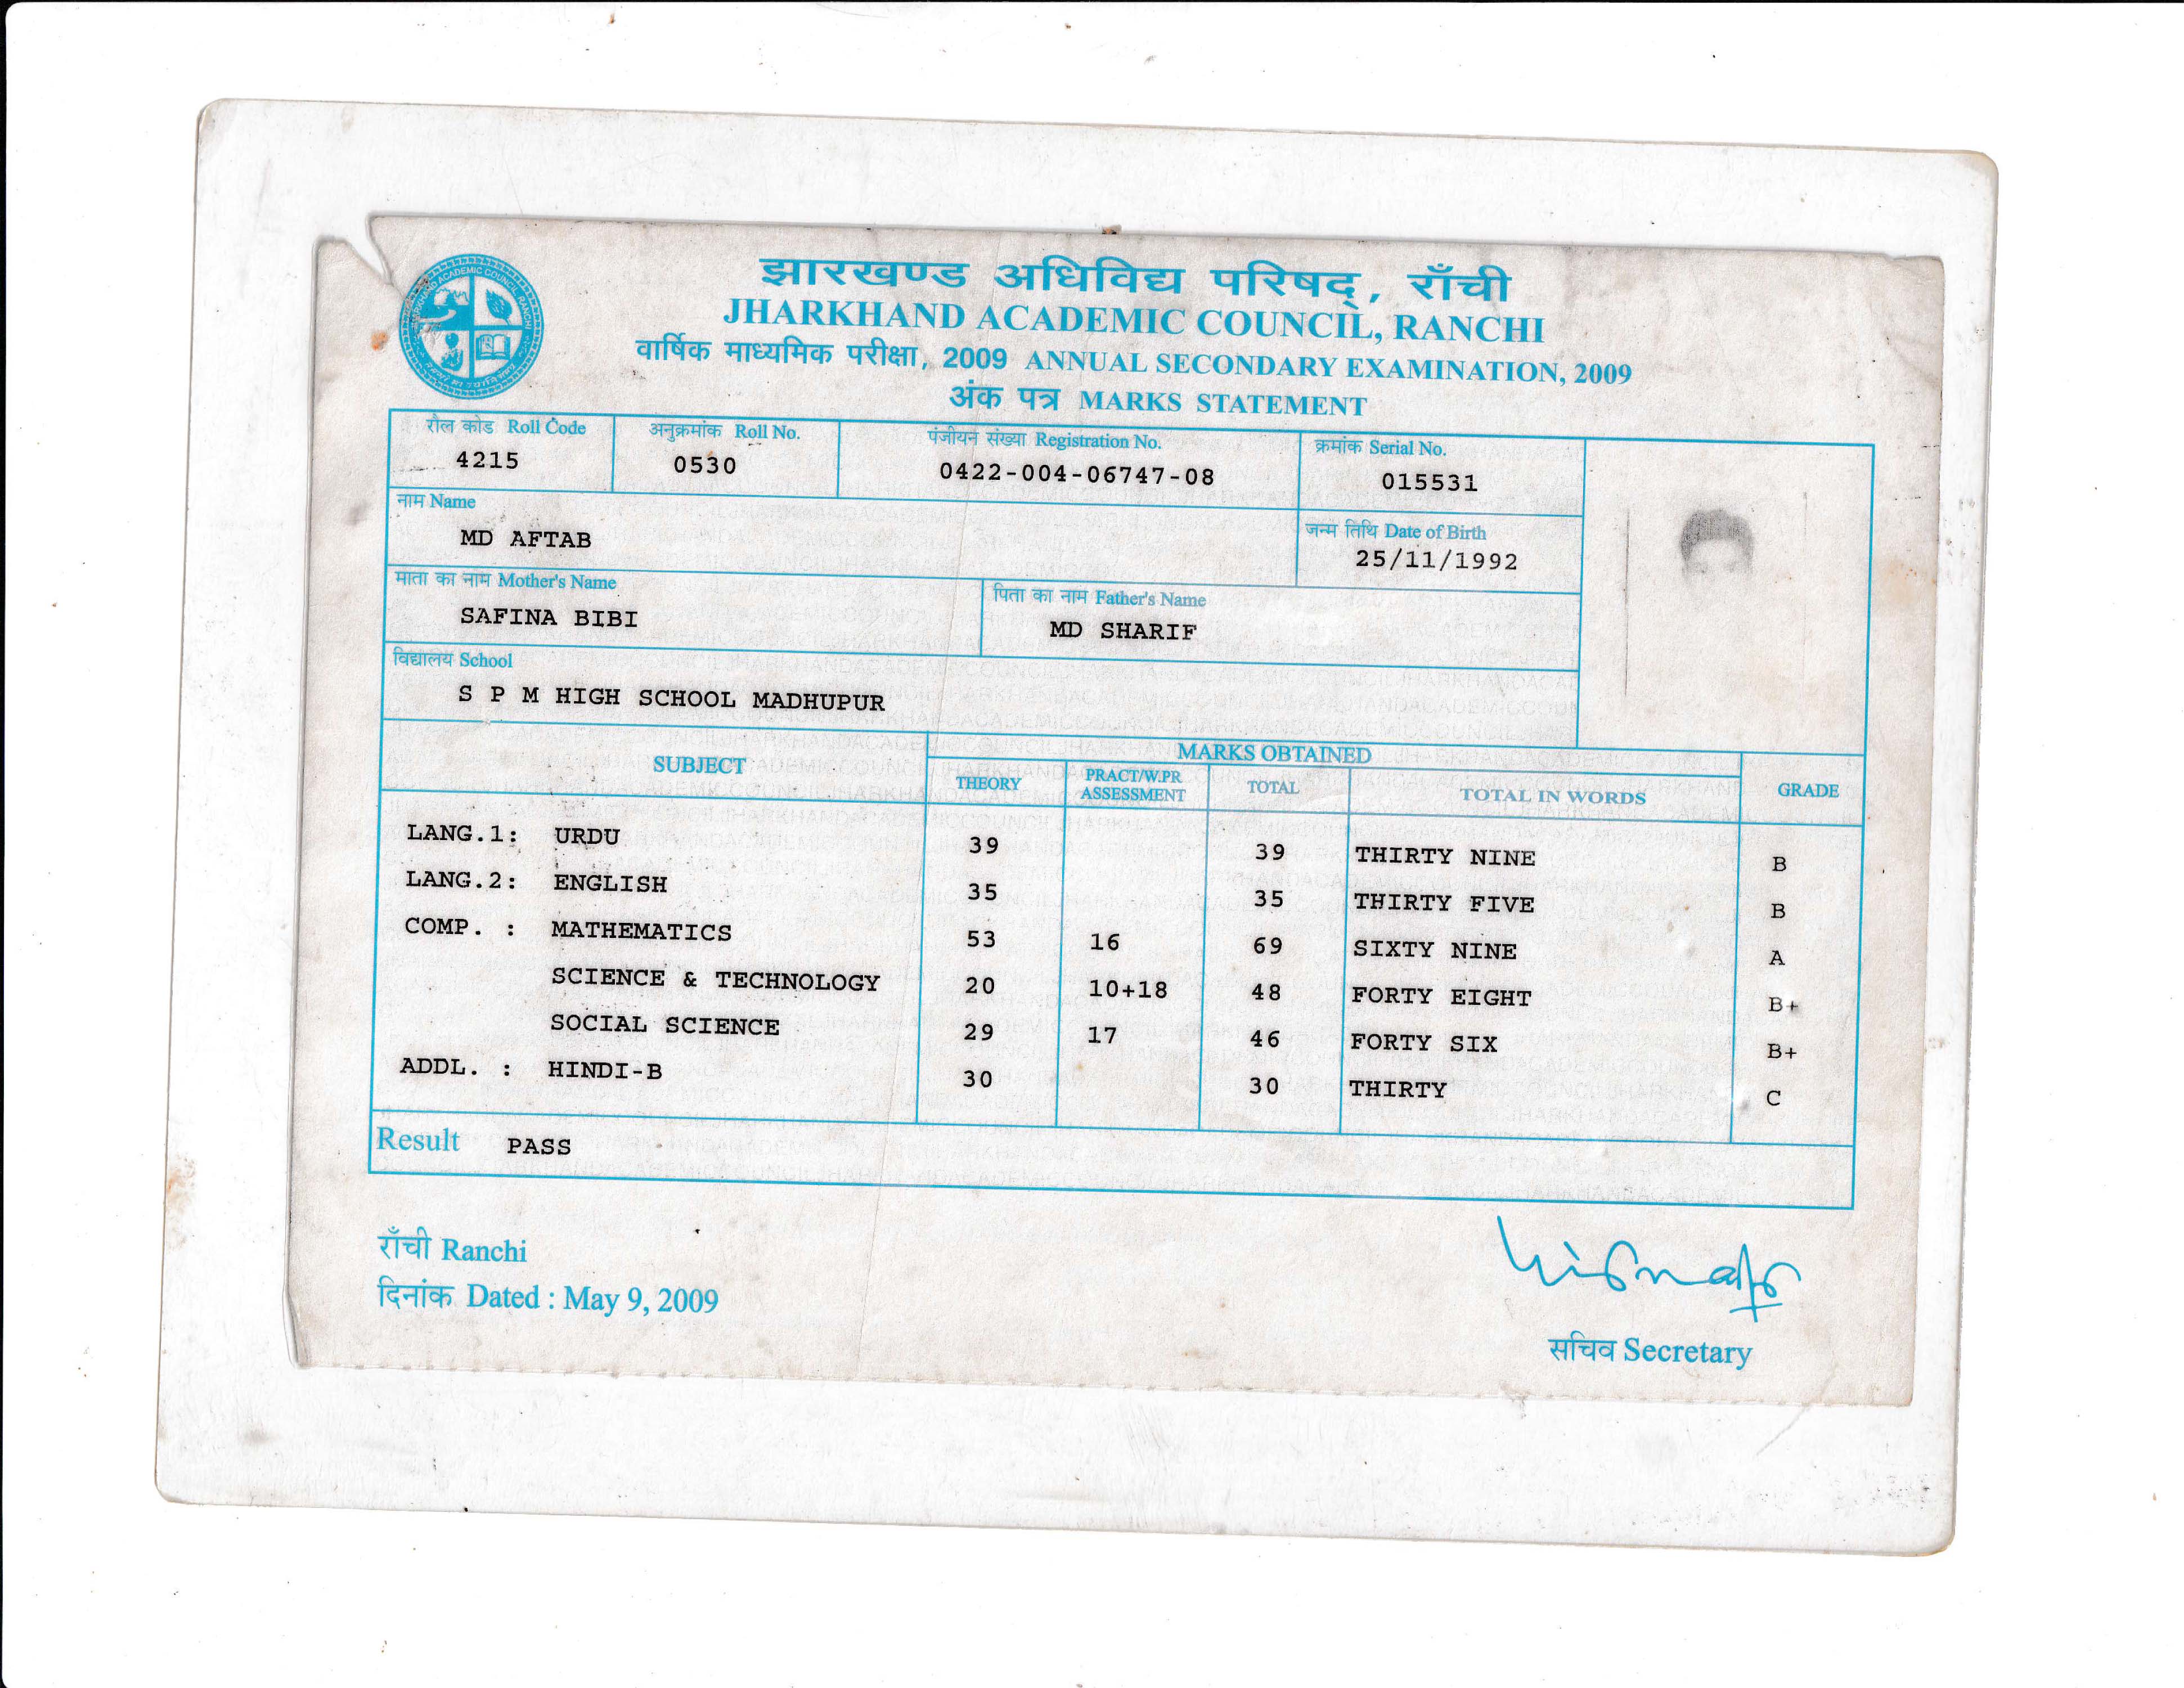 झारखण्ड अधिविद्य परिषद्, राँची
JHARKHAND ACADEMIC COUNCIL, RANCHI
वार्षिक माध्यमिक परीक्षा, 2009 ANNUAL SECONDARY EXAMINATION, 2009
अंक पत्र MARKS STATEMENT
रौल कोड Roll Code अनुक्रमांक Roll No. पंजीयन संख्या Registration No. क्रमांक Serial No.
4215 0530 0422-004-06747-08 015531
नाम Name जन्म तिथि Date of Birth
MD AFTAB 25/11/1992
माता का नाम Mother's Name पिता का नाम Father's Name
SAFINA BIBI MD SHARIF
विद्यालय School
S P M HIGH SCHOOL MADHUPUR
SUBJECT MARKS OBTAINED GRADE
THEORY PRACT/W.PR ASSESSMENT TOTAL TOTAL IN WORDS
LANG.1: URDU 39 39 THIRTY NINE B
LANG.2: ENGLISH 35 35 THIRTY FIVE B
COMP. : MATHEMATICS 53 16 69 SIXTY NINE A
SCIENCE & TECHNOLOGY 20 10+18 48 FORTY EIGHT B+
SOCIAL SCIENCE 29 17 46 FORTY SIX B+
ADDL. : HINDI-B 30 30 THIRTY C
Result PASS
राँची Ranchi
दिनांक Dated : May 9, 2009
सचिव Secretary